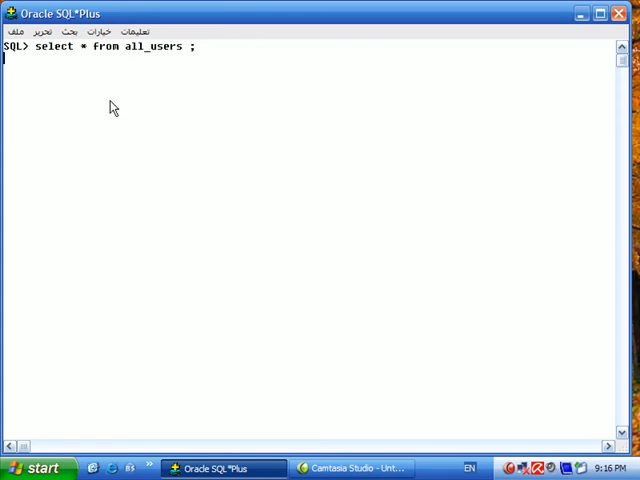 Oracle SQL*Plus
ملف تحرير بحث خيارات تعليمات
SQL> select * from all_users ;
start
Oracle SQL*Plus
Camtasia Studio - Unt...
EN
9:16 PM